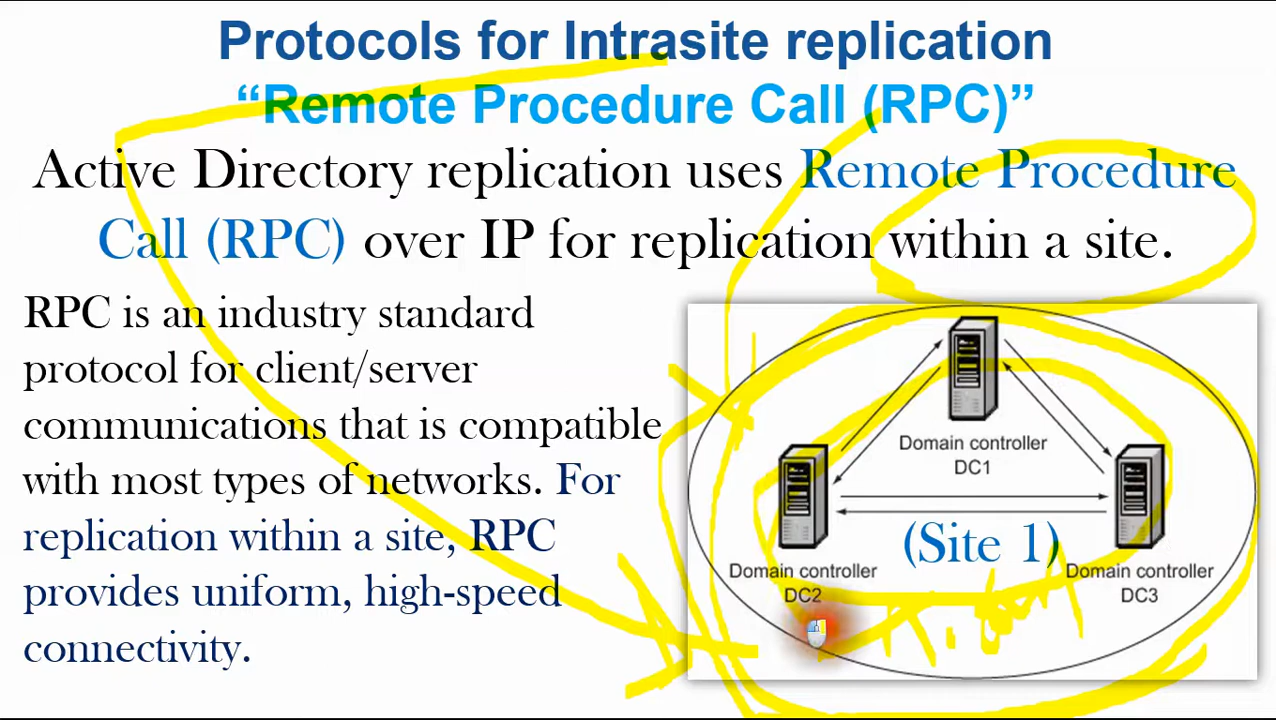 Protocols for Intrasite replication
“Remote Procedure Call (RPC)”
Active Directory replication uses Remote Procedure
Call (RPC) over IP for replication within a site.
RPC is an industry standard
protocol for client/server
communications that is compatible
with most types of networks. For
replication within a site, RPC
provides uniform, high-speed
connectivity.
Domain controller
DC1
(Site 1)
Domain controller
DC2
Domain controller
DC3